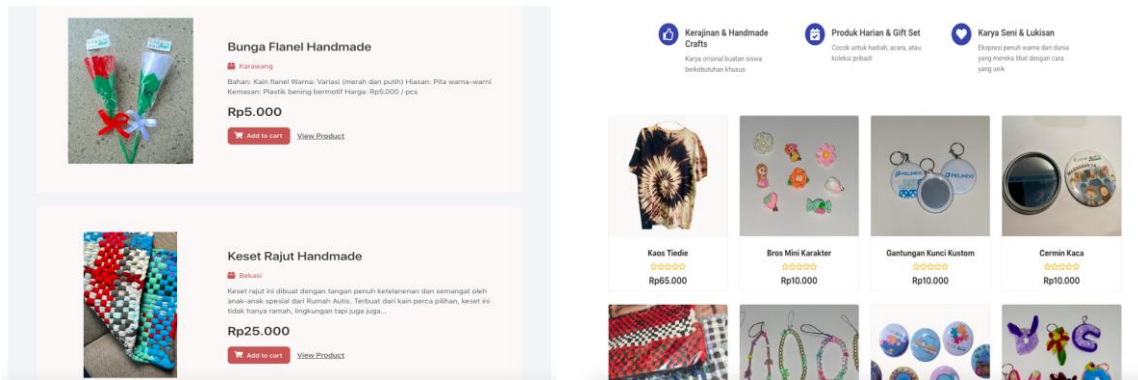 Bunga Flanel Handmade
Karawang
Bahan: Kain flanel Warna: Variasi (merah dan putih) Hiasan: Pita warna-warni
Kemasan: Plastik bening bermotif Harga: Rp5.000 / pcs
Rp5.000
Add to cart View Product
Keset Rajut Handmade
Bekasi
Keset rajut ini dibuat dengan tangan penuh ketelanenan dan semangat oleh
anak-anak spesial dari Rumah Autis. Terbuat dari kain perca pilihan, keset ini
tidak hanya ramah, lingkungan tapi juga juga...
Rp25.000
Add to cart View Product
Kerajinan & Handmade
Crafts
Karya orisinal buatan siswa
berkebutuhan khusus
Produk Harian & Gift Set
Cocok untuk hadiah, acara, atau
koleksi pribadi
Karya Seni & Lukisan
Ekspresi penuh warna dari dunia
yang mereka lihat dengan cara
yang unik
Kaos Tiedie
Rp65.000
Bros Mini Karakter
Rp10.000
Gantungan Kunci Kustom
Rp10.000
Cermin Kaca
Rp10.000